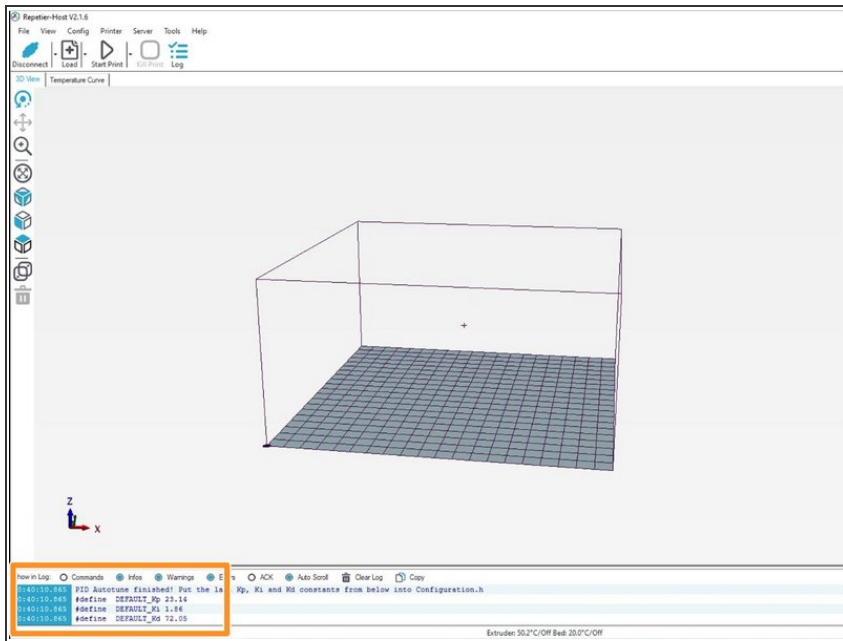 Repetier-Host V2.1.6
File View Config Printer Server Tools Help
Disconnect Load Start Print Kill Print Log
3D View Temperature Curve
Z
X
how in Log: Commands Infos Warnings ACK Auto Scroll Clear Log Copy
0:40:10.865 PID Autotune finished! Put the Kp, Ki and Kd constants from below into Configuration.h
0:40:10.865 #define DEFAULT_Kp 23.14
0:40:10.865 #define DEFAULT_Ki 1.86
0:40:10.865 #define DEFAULT_Kd 72.05
Extruder: 50.2°C/Off Bed: 20.0°C/Off